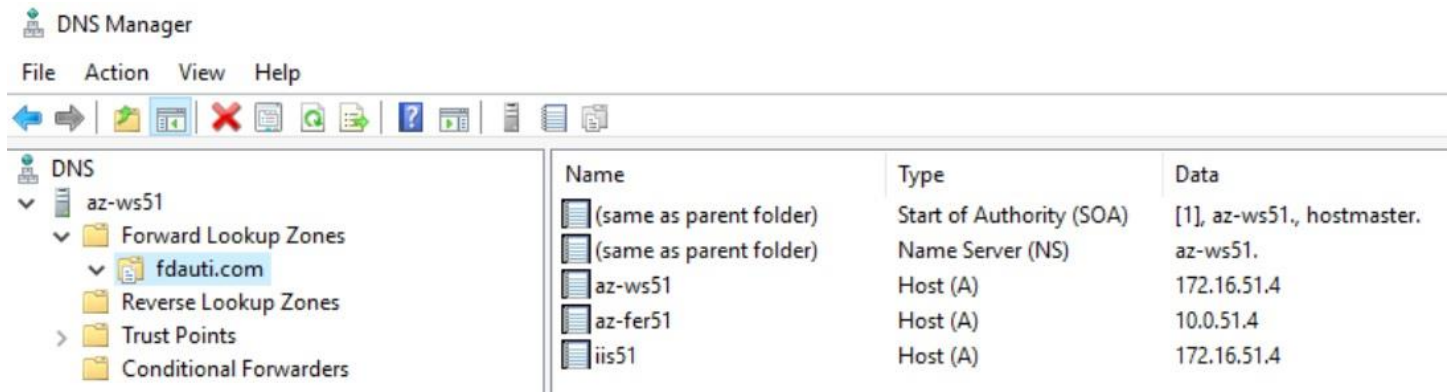 DNS Manager
File Action View Help
DNS
az-ws51
Forward Lookup Zones
fdauti.com
Reverse Lookup Zones
Trust Points
Conditional Forwarders
Name Type Data
(same as parent folder) Start of Authority (SOA) [1], az-ws51., hostmaster.
(same as parent folder) Name Server (NS) az-ws51.
az-ws51 Host (A) 172.16.51.4
az-fer51 Host (A) 10.0.51.4
iis51 Host (A) 172.16.51.4